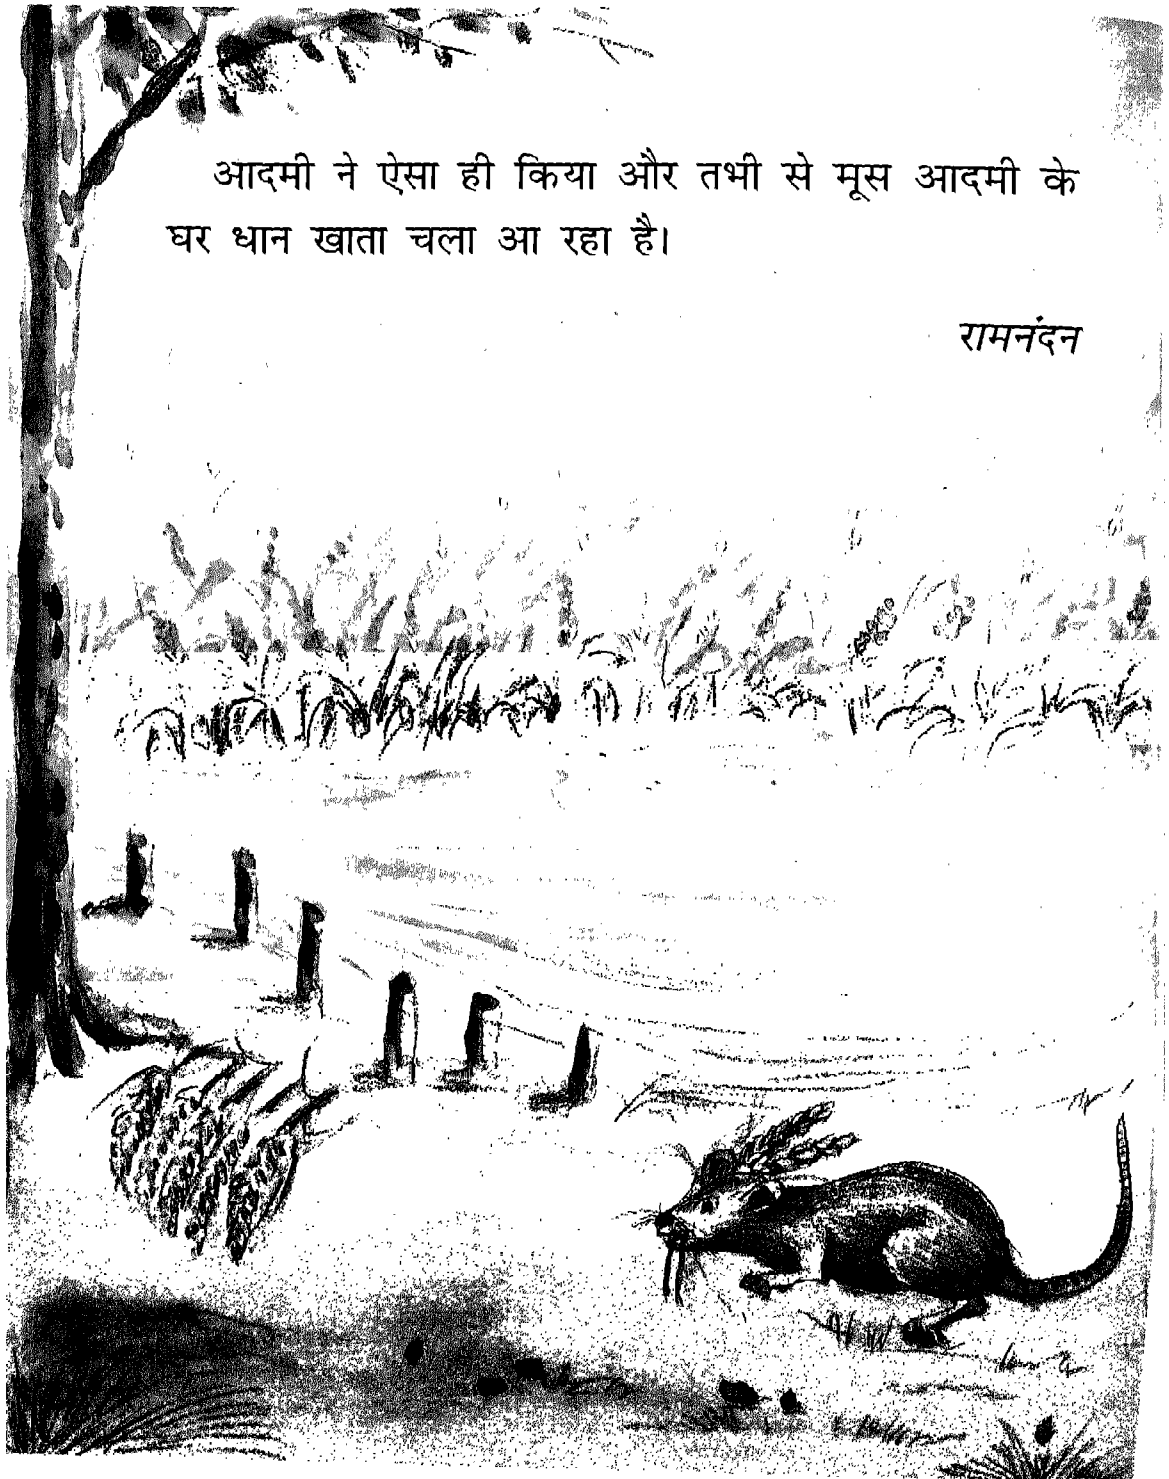 आदमी ने ऐसा ही किया और तभी से मूस आदमी के
घर धान खाता चला आ रहा है।
रामनंदन